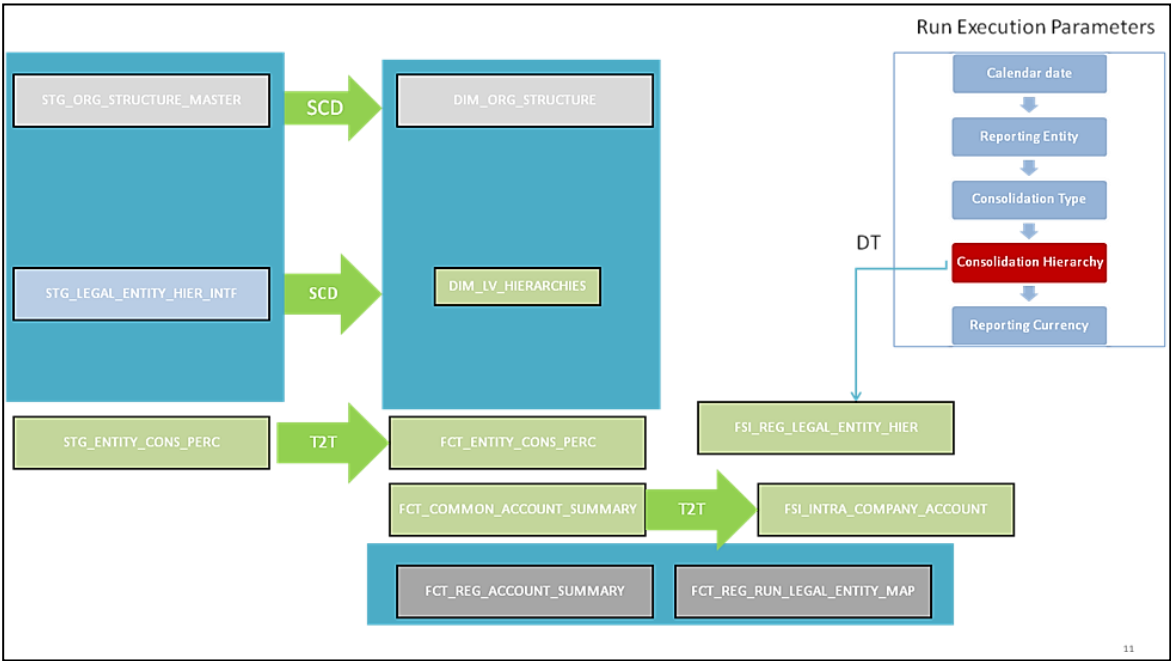 Run Execution Parameters
STG_ORG_STRUCTURE_MASTER
SCD
DIM_ORG_STRUCTURE
Calendar date
Reporting Entity
Consolidation Type
DT
Consolidation Hierarchy
STG_LEGAL_ENTITY_HIER_INTF
SCD
DIM_LV_HIERARCHIES
Reporting Currency
STG_ENTITY_CONS_PERC
T2T
FCT_ENTITY_CONS_PERC
FSI_REG_LEGAL_ENTITY_HIER
FCT_COMMON_ACCOUNT_SUMMARY
T2T
FSI_INTRA_COMPANY_ACCOUNT
FCT_REG_ACCOUNT_SUMMARY
FCT_REG_RUN_LEGAL_ENTITY_MAP
11